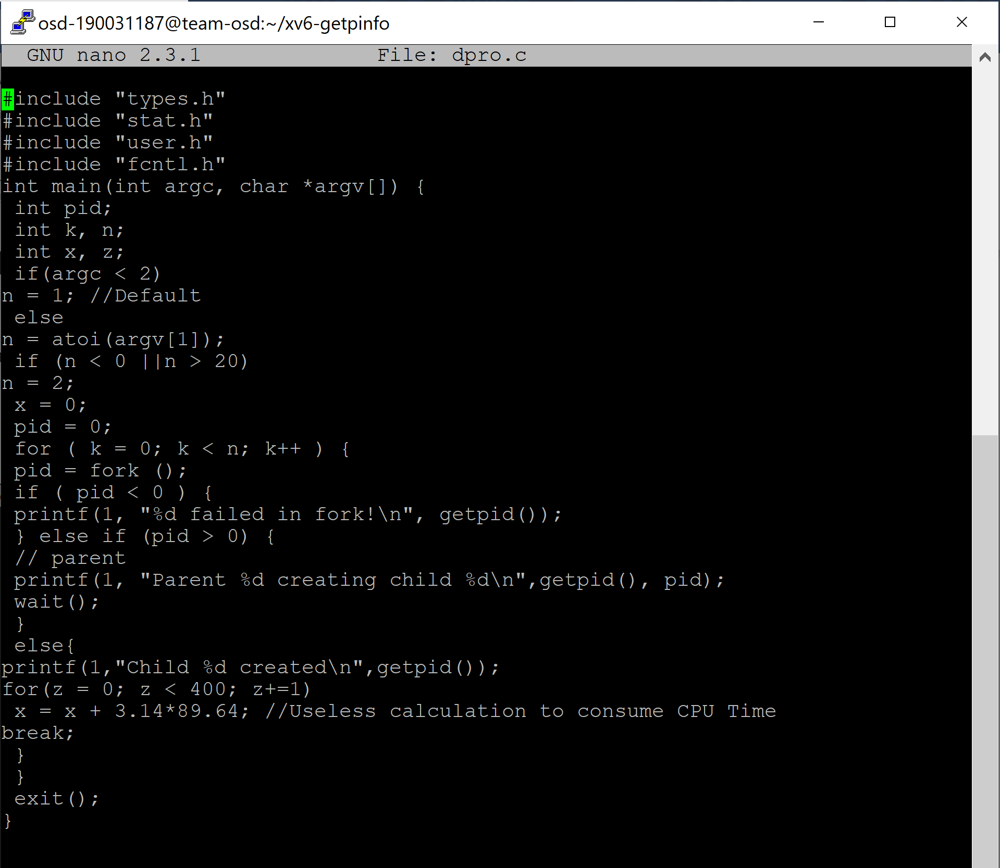 osd-190031187@team-osd:~/xv6-getpinfo
GNU nano 2.3.1 File: dpro.c
#include "types.h"
#include "stat.h"
#include "user.h"
#include "fcntl.h"
int main(int argc, char *argv[]) {
 int pid;
 int k, n;
 int x, z;
 if(argc < 2)
n = 1; //Default
 else
n = atoi(argv[1]);
 if (n < 0 ||n > 20)
n = 2;
 x = 0;
 pid = 0;
 for ( k = 0; k < n; k++ ) {
 pid = fork ();
 if ( pid < 0 ) {
 printf(1, "%d failed in fork!\n", getpid());
 } else if (pid > 0) {
 // parent
 printf(1, "Parent %d creating child %d\n",getpid(), pid);
 wait();
 }
 else{
printf(1,"Child %d created\n",getpid());
for(z = 0; z < 400; z+=1)
 x = x + 3.14*89.64; //Useless calculation to consume CPU Time
break;
 }
 }
 exit();
}